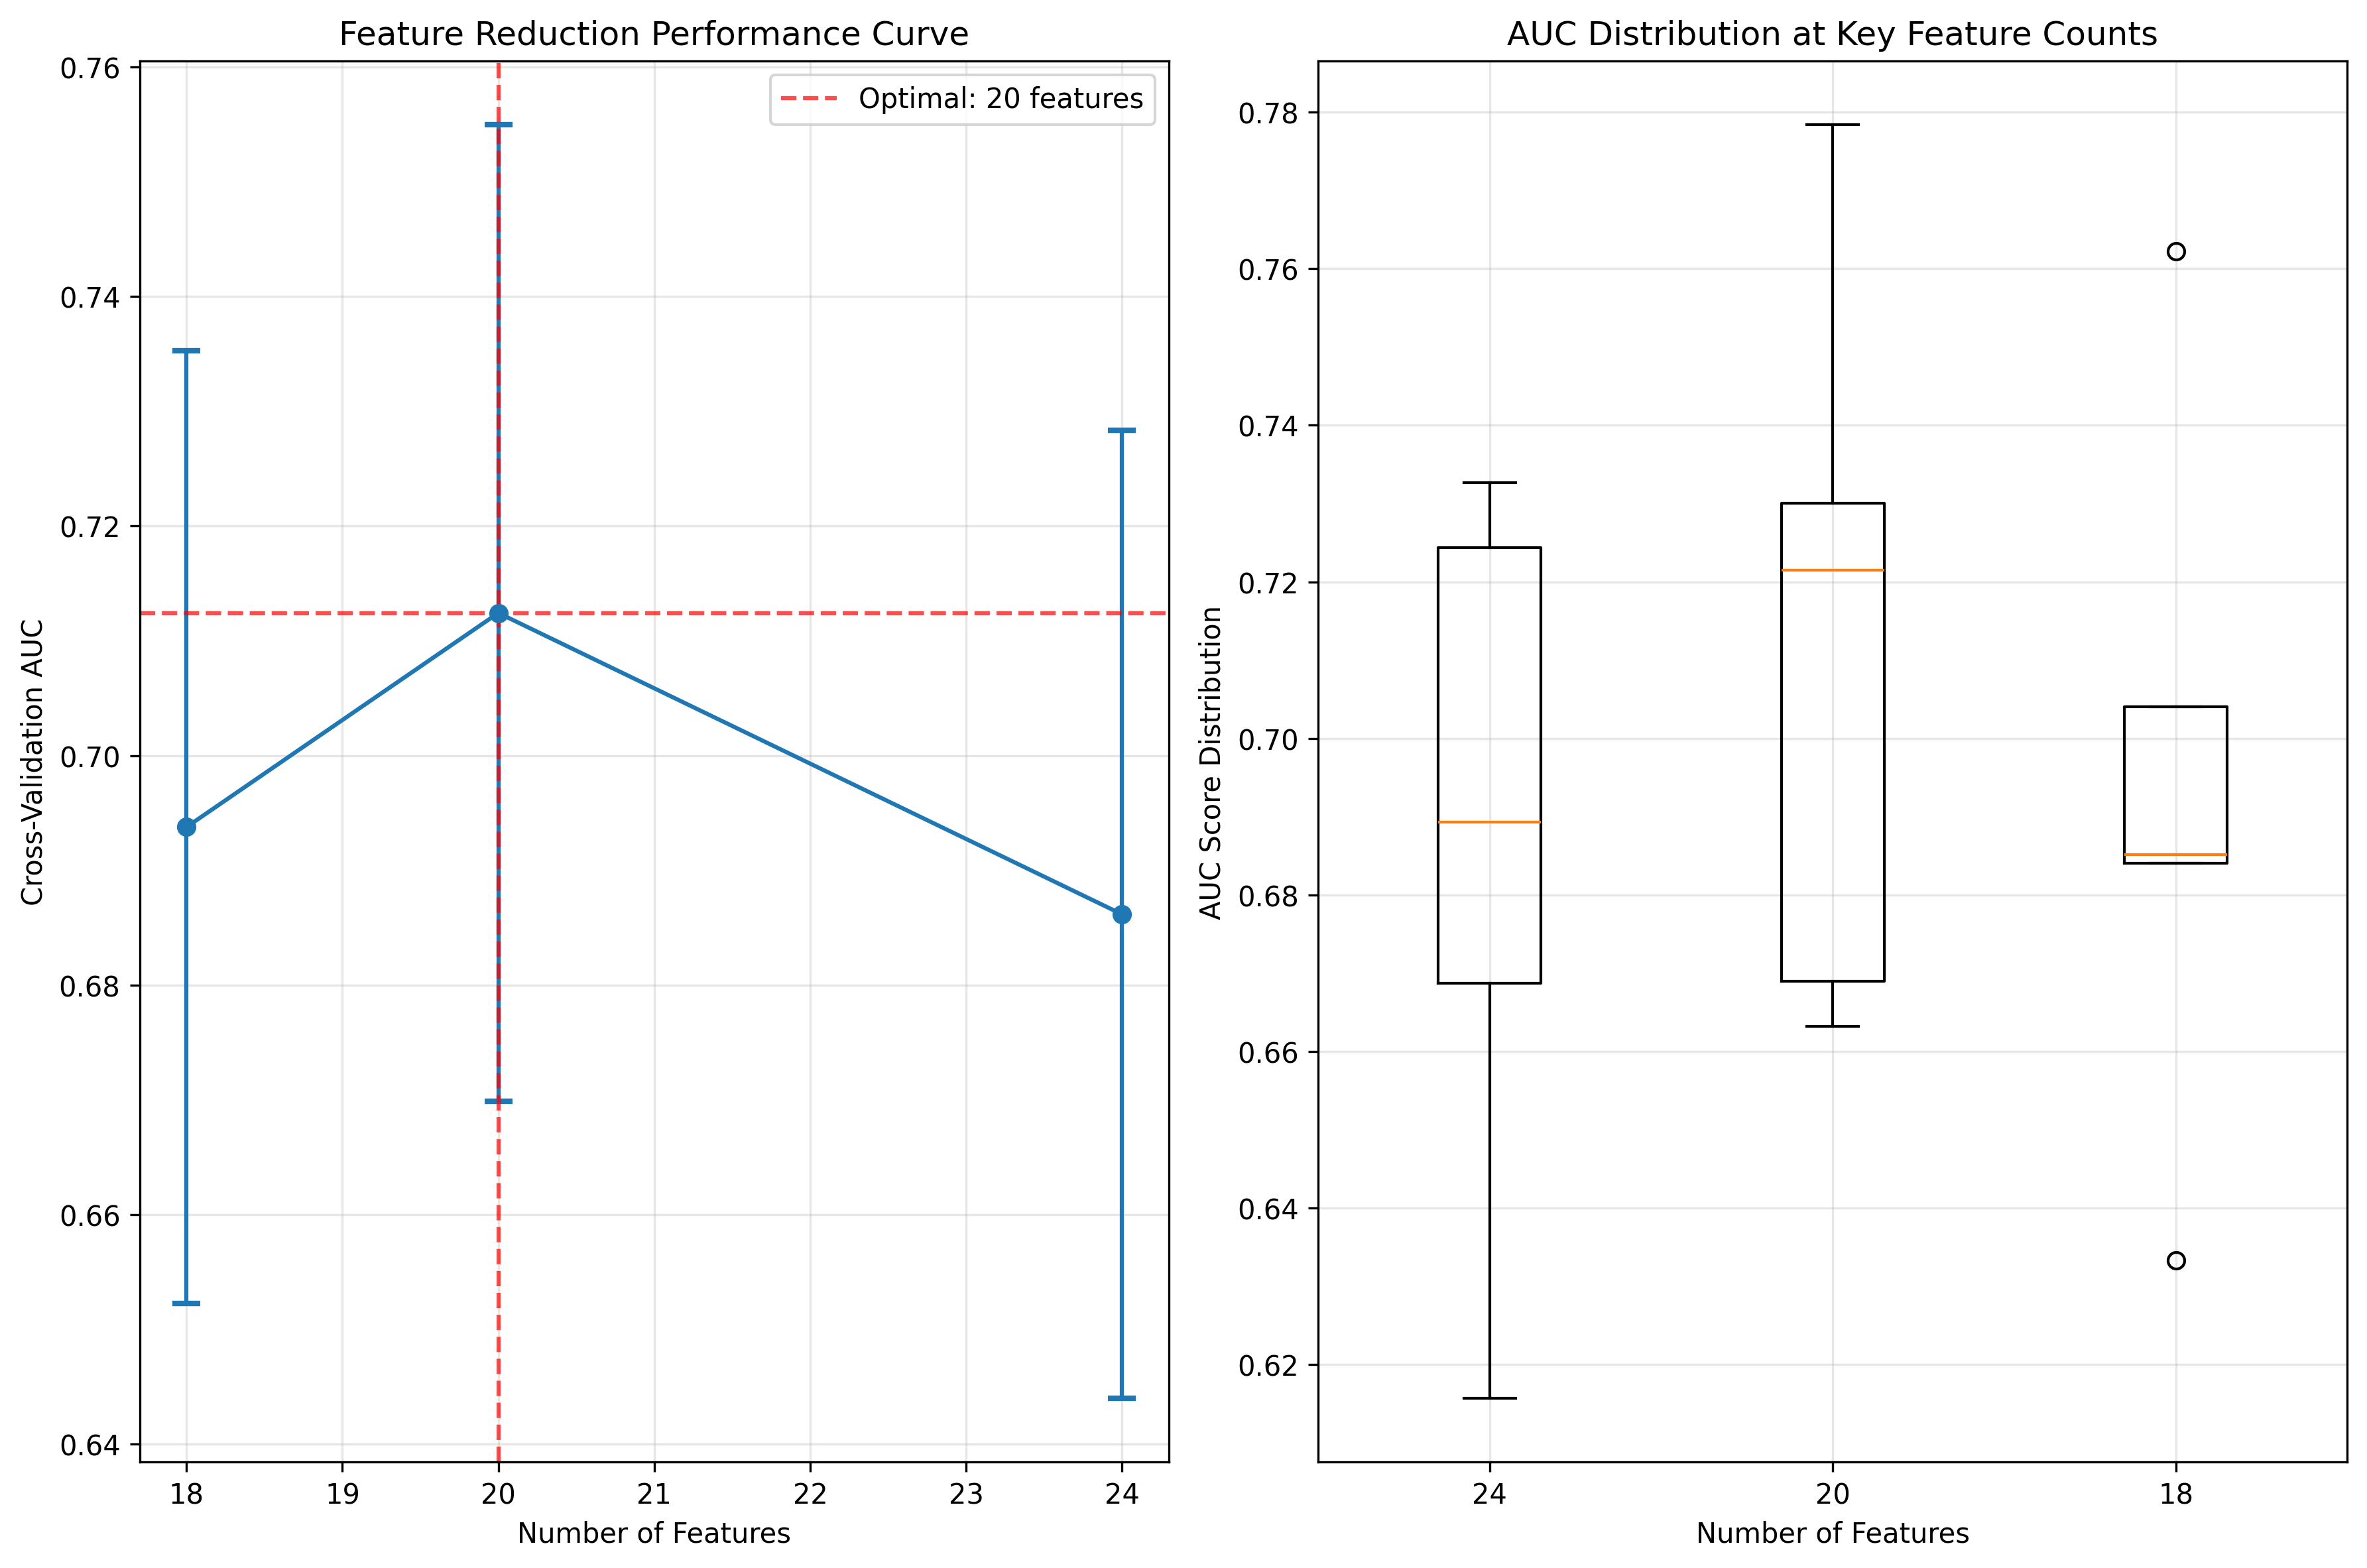 Feature Reduction Performance Curve
0.76
0.74
0.72
0.70
0.68
0.66
0.64
Cross-Validation AUC
Optimal: 20 features
18 19 20 21 22 23 24
Number of Features
AUC Distribution at Key Feature Counts
0.78
0.76
0.74
0.72
0.70
0.68
0.66
0.64
0.62
AUC Score Distribution
24 20 18
Number of Features